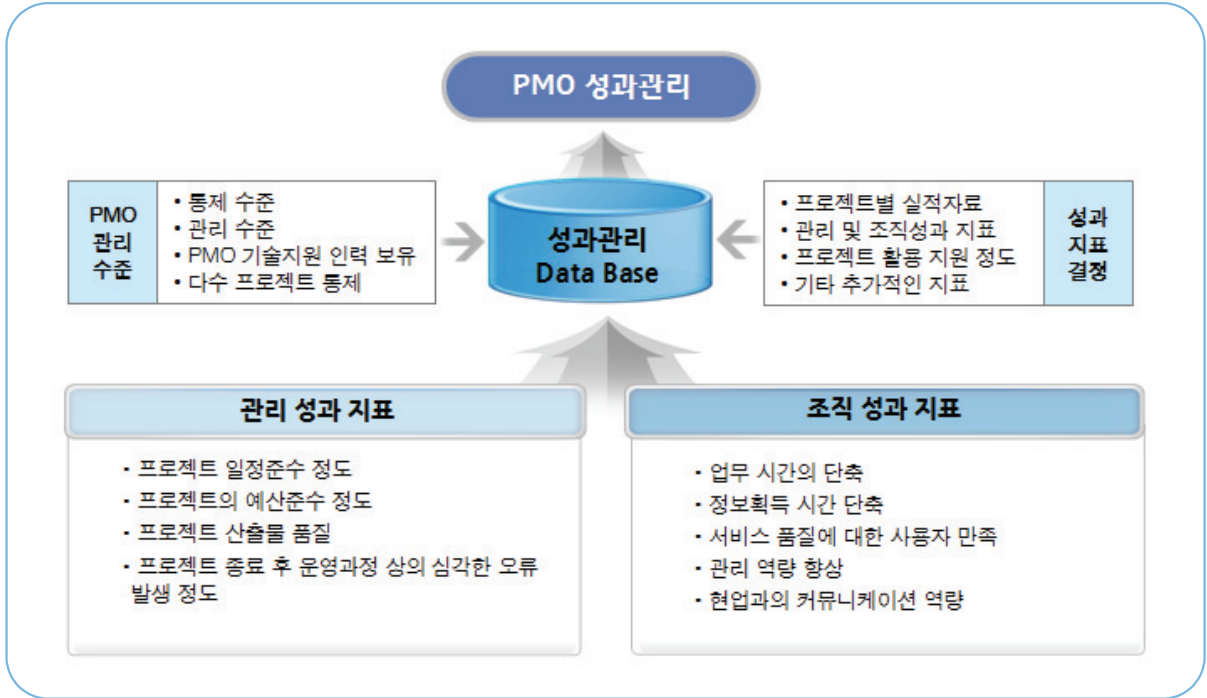 PMO 성과관리
PMO
관리
수준
• 통제 수준
• 관리 수준
• PMO 기술지원 인력 보유
• 다수 프로젝트 통제
성과관리
Data Base
• 프로젝트별 실적자료
• 관리 및 조직성과 지표
• 프로젝트 활용 지원 정도
• 기타 추가적인 지표
성과
지표
결정
관리 성과 지표
• 프로젝트 일정준수 정도
• 프로젝트의 예산준수 정도
• 프로젝트 산출물 품질
• 프로젝트 종료 후 운영과정 상의 심각한 오류
발생 정도
조직 성과 지표
• 업무 시간의 단축
• 정보획득 시간 단축
• 서비스 품질에 대한 사용자 만족
• 관리 역량 향상
• 현업과의 커뮤니케이션 역량